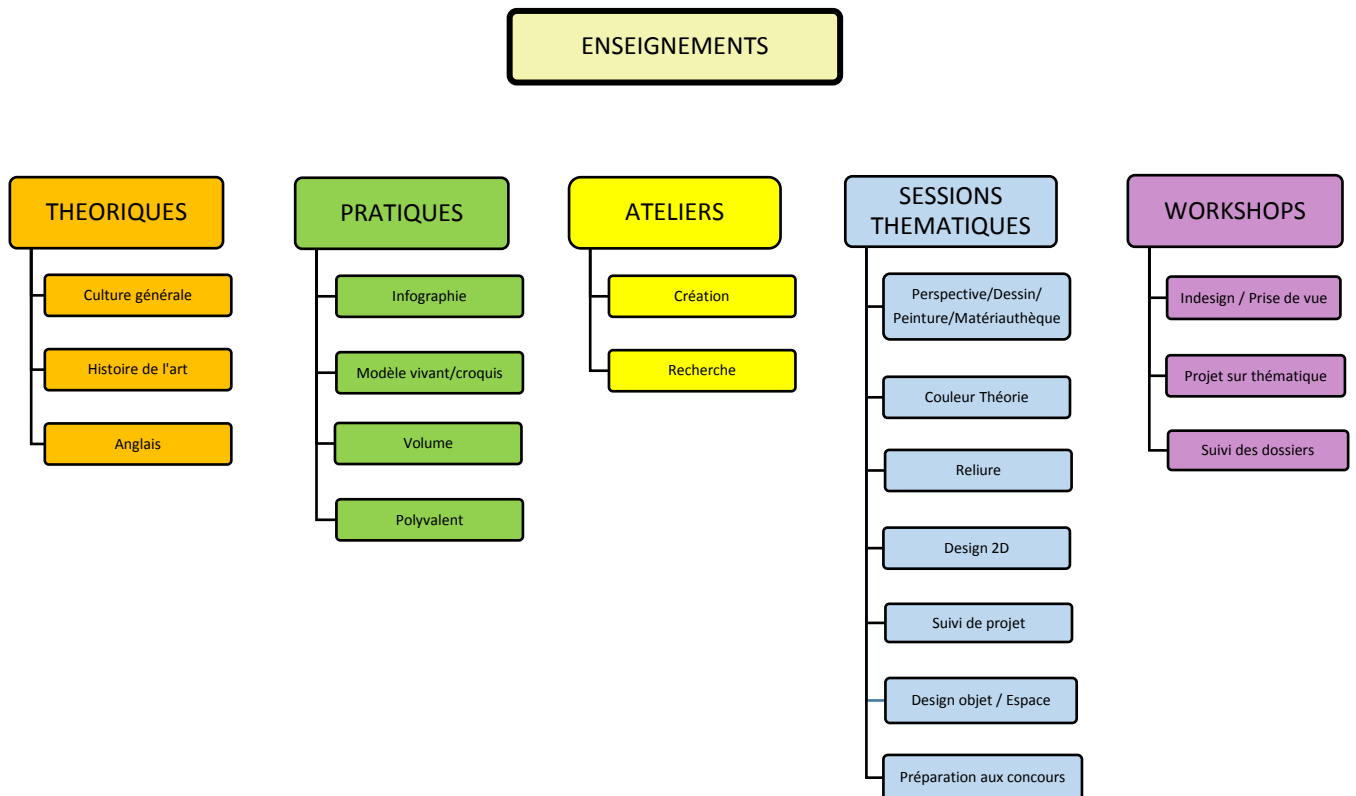 ENSEIGNEMENTS
THEORIQUES
Culture générale
Histoire de l'art
Anglais
PRATIQUES
Infographie
Modèle vivant/croquis
Volume
Polyvalent
ATELIERS
Création
Recherche
SESSIONS
THEMATIQUES
Perspective/Dessin/
Peinture/Matériauthèque
Couleur Théorie
Reliure
Design 2D
Suivi de projet
Design objet / Espace
Préparation aux concours
WORKSHOPS
Indesign / Prise de vue
Projet sur thématique
Suivi des dossiers